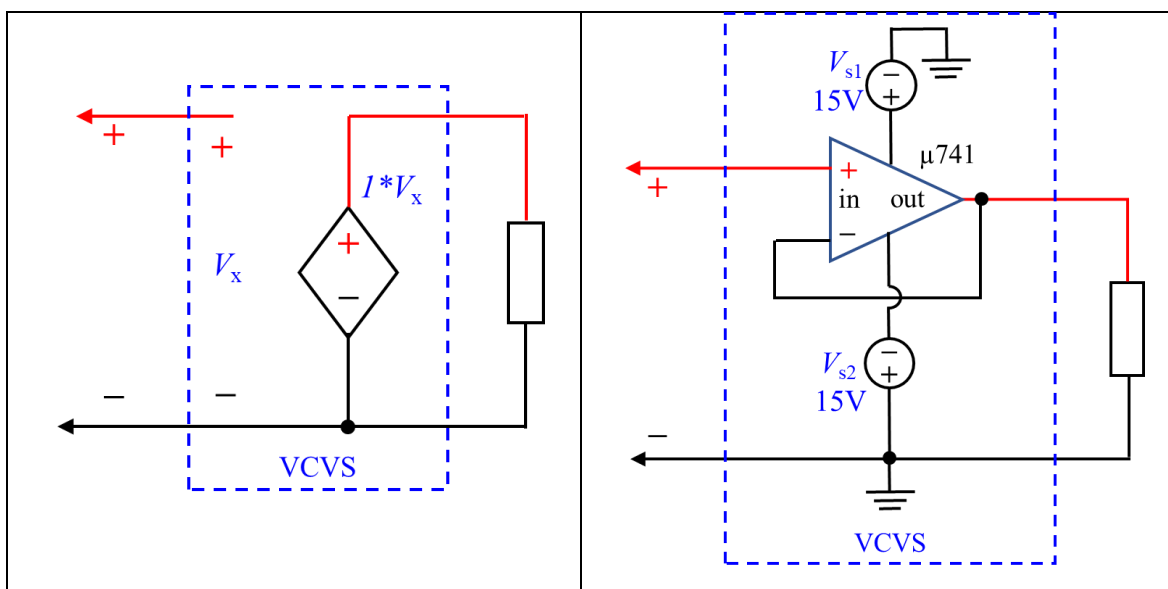 +
+
1*Vx
+
Vx
−
−
−
VCVS
Vs1
15V
−
+
μ741
+
+
in
out
−
Vs2
15V
−
+
−
VCVS